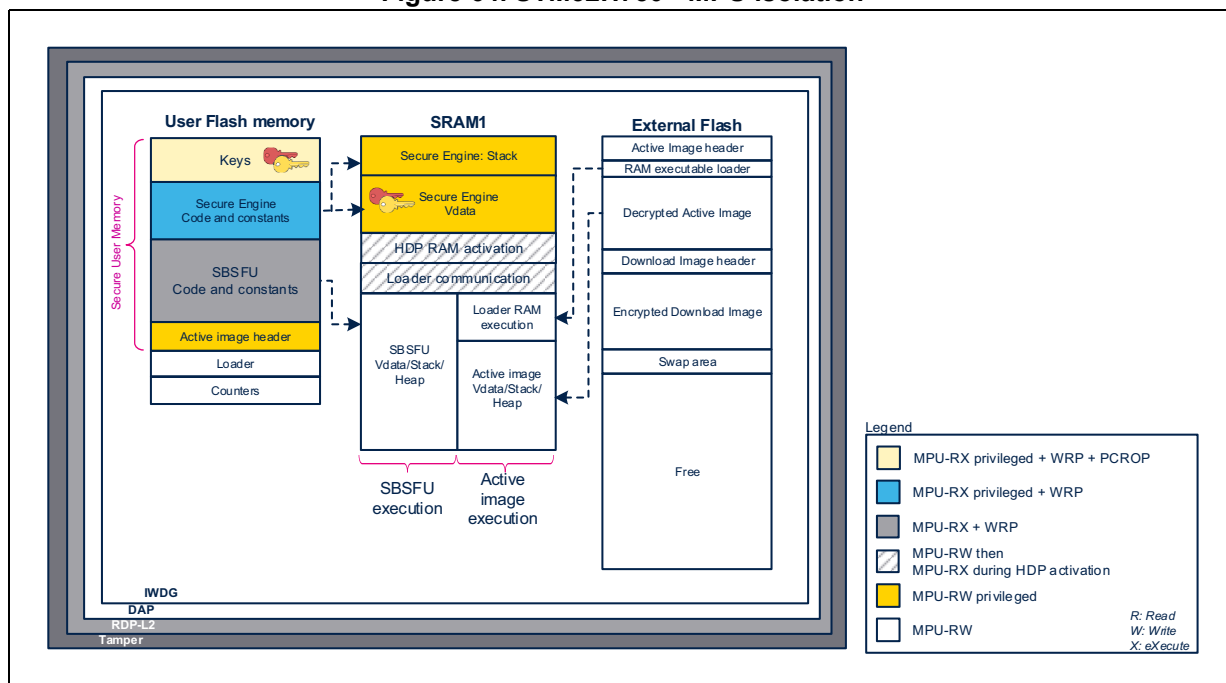 User Flash memory
Keys
Secure Engine
Code and constants
SBSFU
Code and constants
Active image header
Loader
Counters
Secure User Memory
SRAM1
Secure Engine: Stack
Secure Engine
Vdata
HDP RAM activation
Loader communication
SBSFU
Vdata/Stack/
Heap
Loader RAM
execution
Active image
Vdata/Stack/
Heap
SBSFU
execution
Active
image
execution
External Flash
Active Image header
RAM executable loader
Decrypted Active Image
Download Image header
Encrypted Download Image
Swap area
Free
IWDG
DAP
RDP-L2
Tamper
Legend
MPU-RX privileged + WRP + PCROP
MPU-RX privileged + WRP
MPU-RX + WRP
MPU-RW then
MPU-RX during HDP activation
MPU-RW privileged
MPU-RW
R: Read
W: Write
X: eXecute